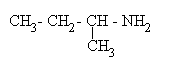 CH₃- CH₂- CH - NH₂
CH₃